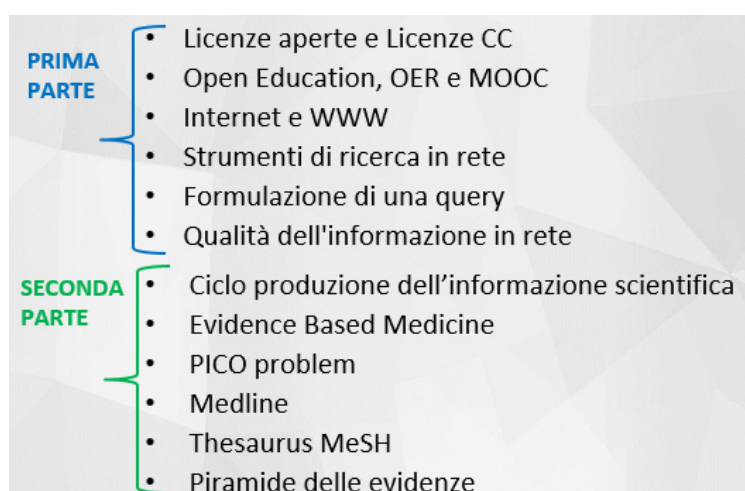 PRIMA
PARTE
• Licenze aperte e Licenze CC
• Open Education, OER e MOOC
• Internet e WWW
• Strumenti di ricerca in rete
• Formulazione di una query
• Qualità dell'informazione in rete
SECONDA
PARTE
• Ciclo produzione dell’informazione scientifica
• Evidence Based Medicine
• PICO problem
• Medline
• Thesaurus MeSH
• Piramide delle evidenze